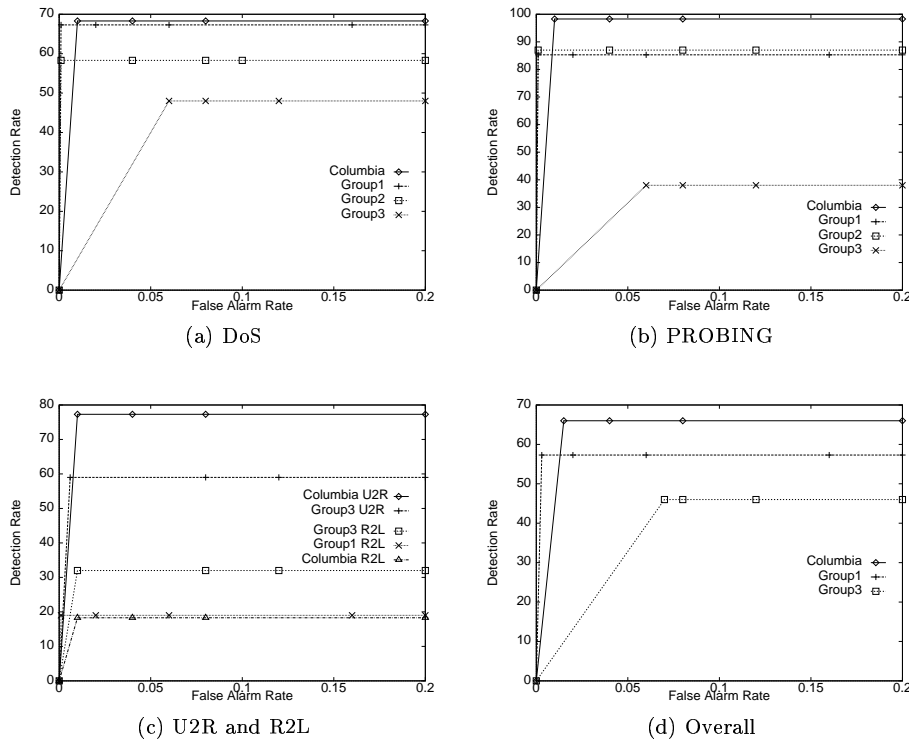 70
60
50
40
30
20
10
0
Detection Rate
Columbia
Group1
Group2
Group3
0 0.05 0.1 0.15 0.2
False Alarm Rate
(a) DoS
100
90
80
70
60
50
40
30
20
10
0
Detection Rate
Columbia
Group1
Group2
Group3
0 0.05 0.1 0.15 0.2
False Alarm Rate
(b) PROBING
80
70
60
50
40
30
20
10
0
Detection Rate
Columbia U2R
Group3 U2R
Group3 R2L
Group1 R2L
Columbia R2L
0 0.05 0.1 0.15 0.2
False Alarm Rate
(c) U2R and R2L
80
70
60
50
40
30
20
10
0
Detection Rate
Columbia
Group1
Group3
0 0.05 0.1 0.15 0.2
False Alarm Rate
(d) Overall